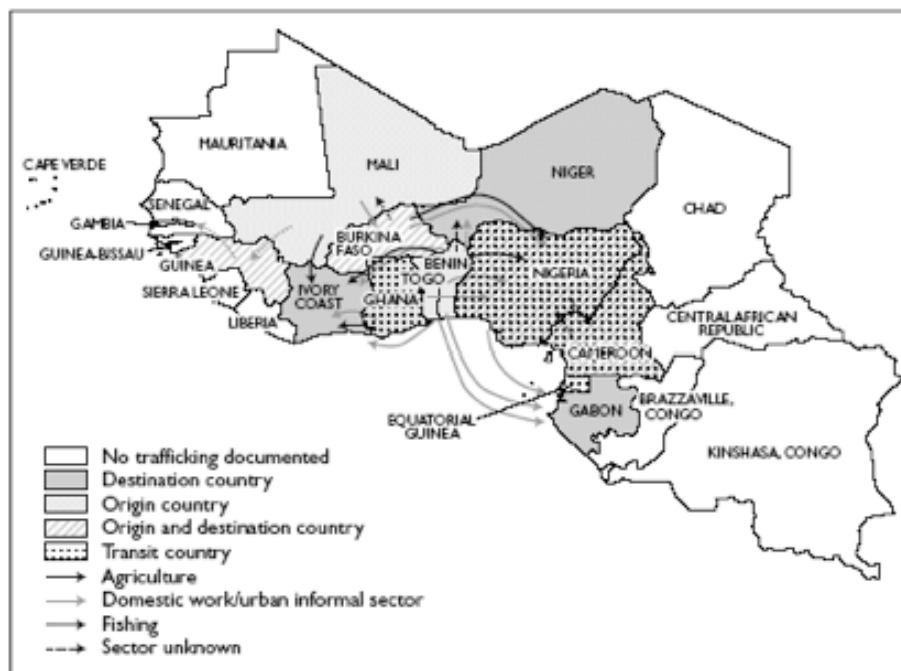 MAURITANIA
CAPE VERDE
MALI
NIGER
CHAD
SENEGAL
GAMBIA
GUINEA-BISSAU
GUINEA
BURKINA
FASO
BENIN
TOGO
NIGERIA
SIERRA LEONE
IVORY
COAST
GHANA
LIBERIA
CENTRAL AFRICAN
REPUBLIC
CAMEROON
EQUATORIAL
GUINEA
GABON
BRAZZAVILLE,
CONGO
KINSHASA, CONGO
No trafficking documented
Destination country
Origin country
Origin and destination country
Transit country
Agriculture
Domestic work/urban informal sector
Fishing
Sector unknown